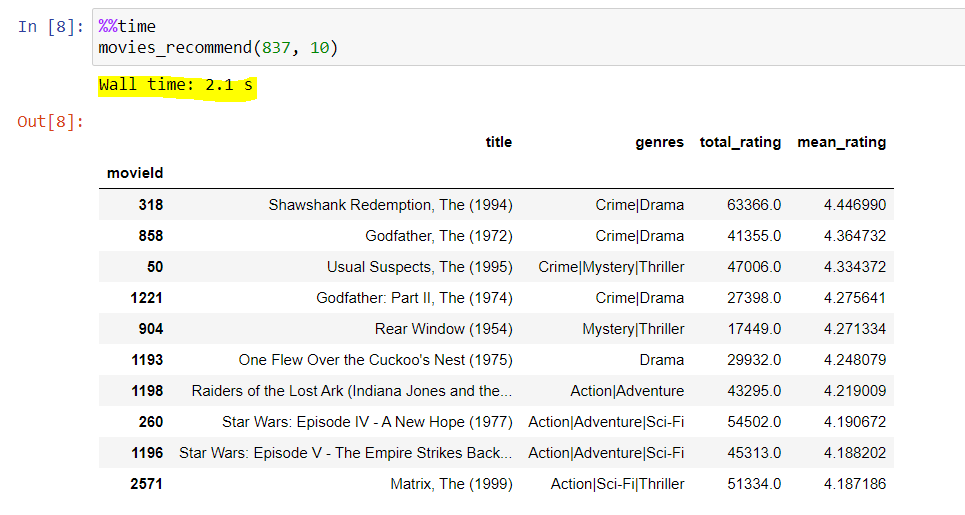 In [8]: %%time
movies_recommend(837, 10)
Wall time: 2.1 s
Out[8]:
title genres total_rating mean_rating
movieId
318 Shawshank Redemption, The (1994) Crime|Drama 63366.0 4.446990
858 Godfather, The (1972) Crime|Drama 41355.0 4.364732
50 Usual Suspects, The (1995) Crime|Mystery|Thriller 47006.0 4.334372
1221 Godfather: Part II, The (1974) Crime|Drama 27398.0 4.275641
904 Rear Window (1954) Mystery|Thriller 17449.0 4.271334
1193 One Flew Over the Cuckoo's Nest (1975) Drama 29932.0 4.248079
1198 Raiders of the Lost Ark (Indiana Jones and the... Action|Adventure 43295.0 4.219009
260 Star Wars: Episode IV - A New Hope (1977) Action|Adventure|Sci-Fi 54502.0 4.190672
1196 Star Wars: Episode V - The Empire Strikes Back... Action|Adventure|Sci-Fi 45313.0 4.188202
2571 Matrix, The (1999) Action|Sci-Fi|Thriller 51334.0 4.187186